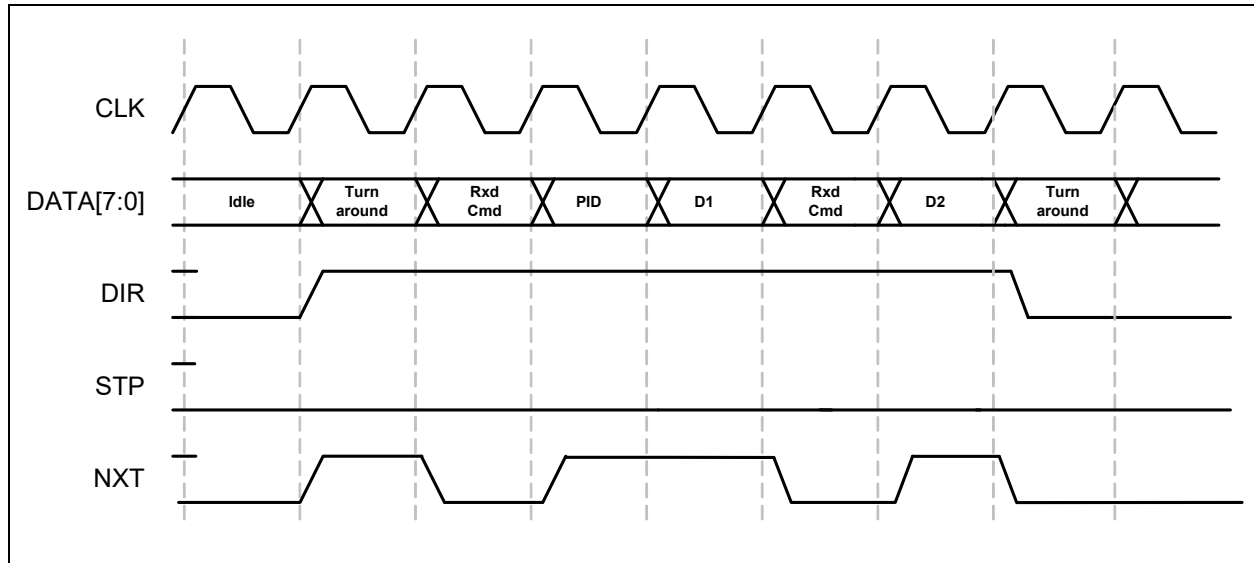 CLK
DATA[7:0]
Idle
Turn
around
Rxd
Cmd
PID
D1
Rxd
Cmd
D2
Turn
around
DIR
STP
NXT